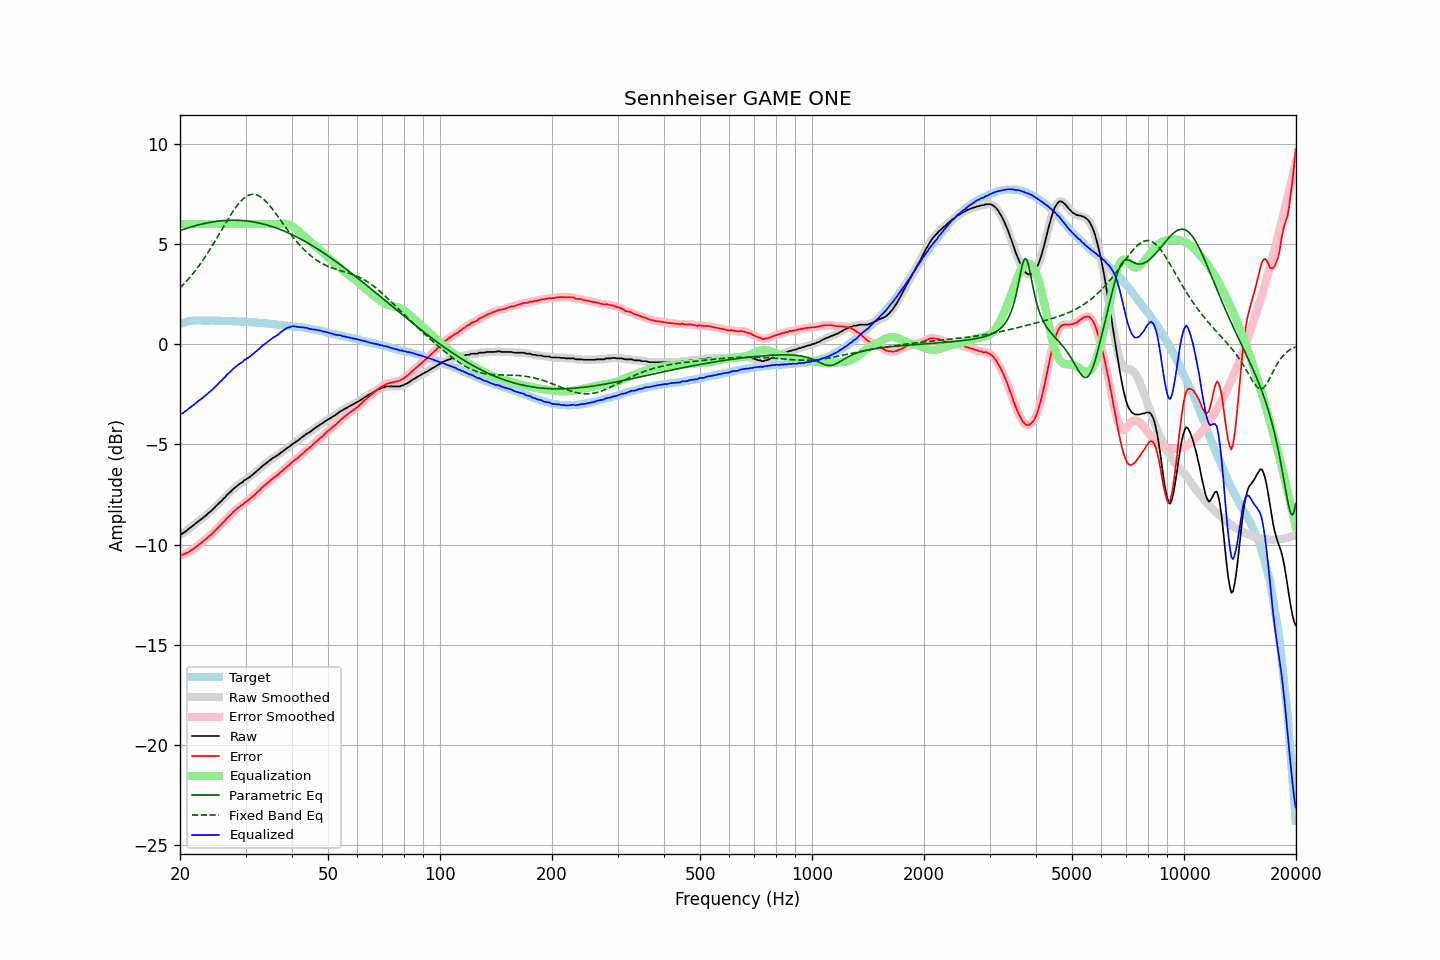 Sennheiser GAME ONE
Amplitude (dBr)
10
5
0
−5
−10
−15
−20
−25
Target
Raw Smoothed
Error Smoothed
Raw
Error
Equalization
Parametric Eq
Fixed Band Eq
Equalized
20
50
100
200
500
1000
2000
5000
10000
20000
Frequency (Hz)